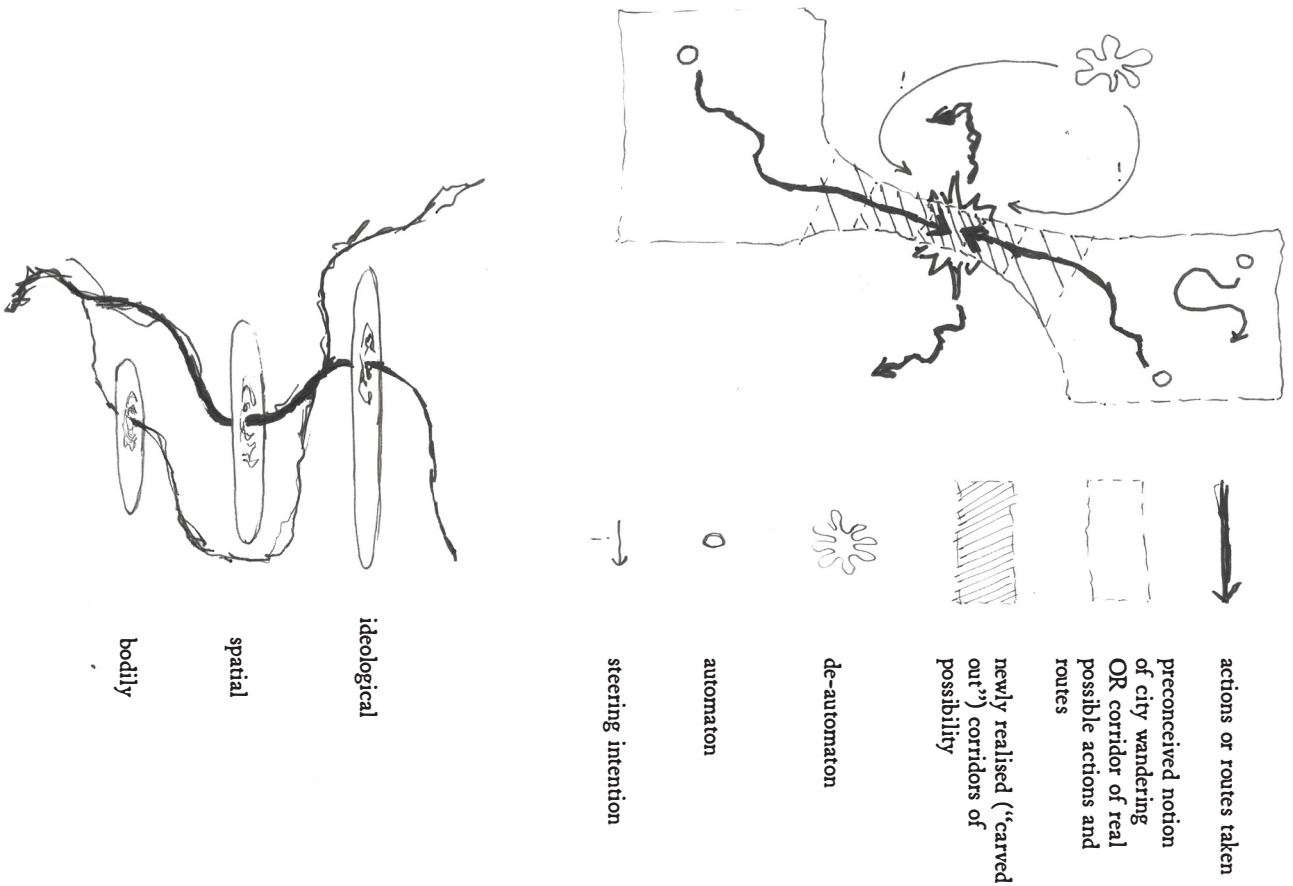 actions or routes taken
preconceived notion
of city wandering
OR corridor of real
possible actions and
routes
newly realised (“carved
out”) corridors of
possibility
de-automaton
automaton
steering intention
ideological
spatial
bodily